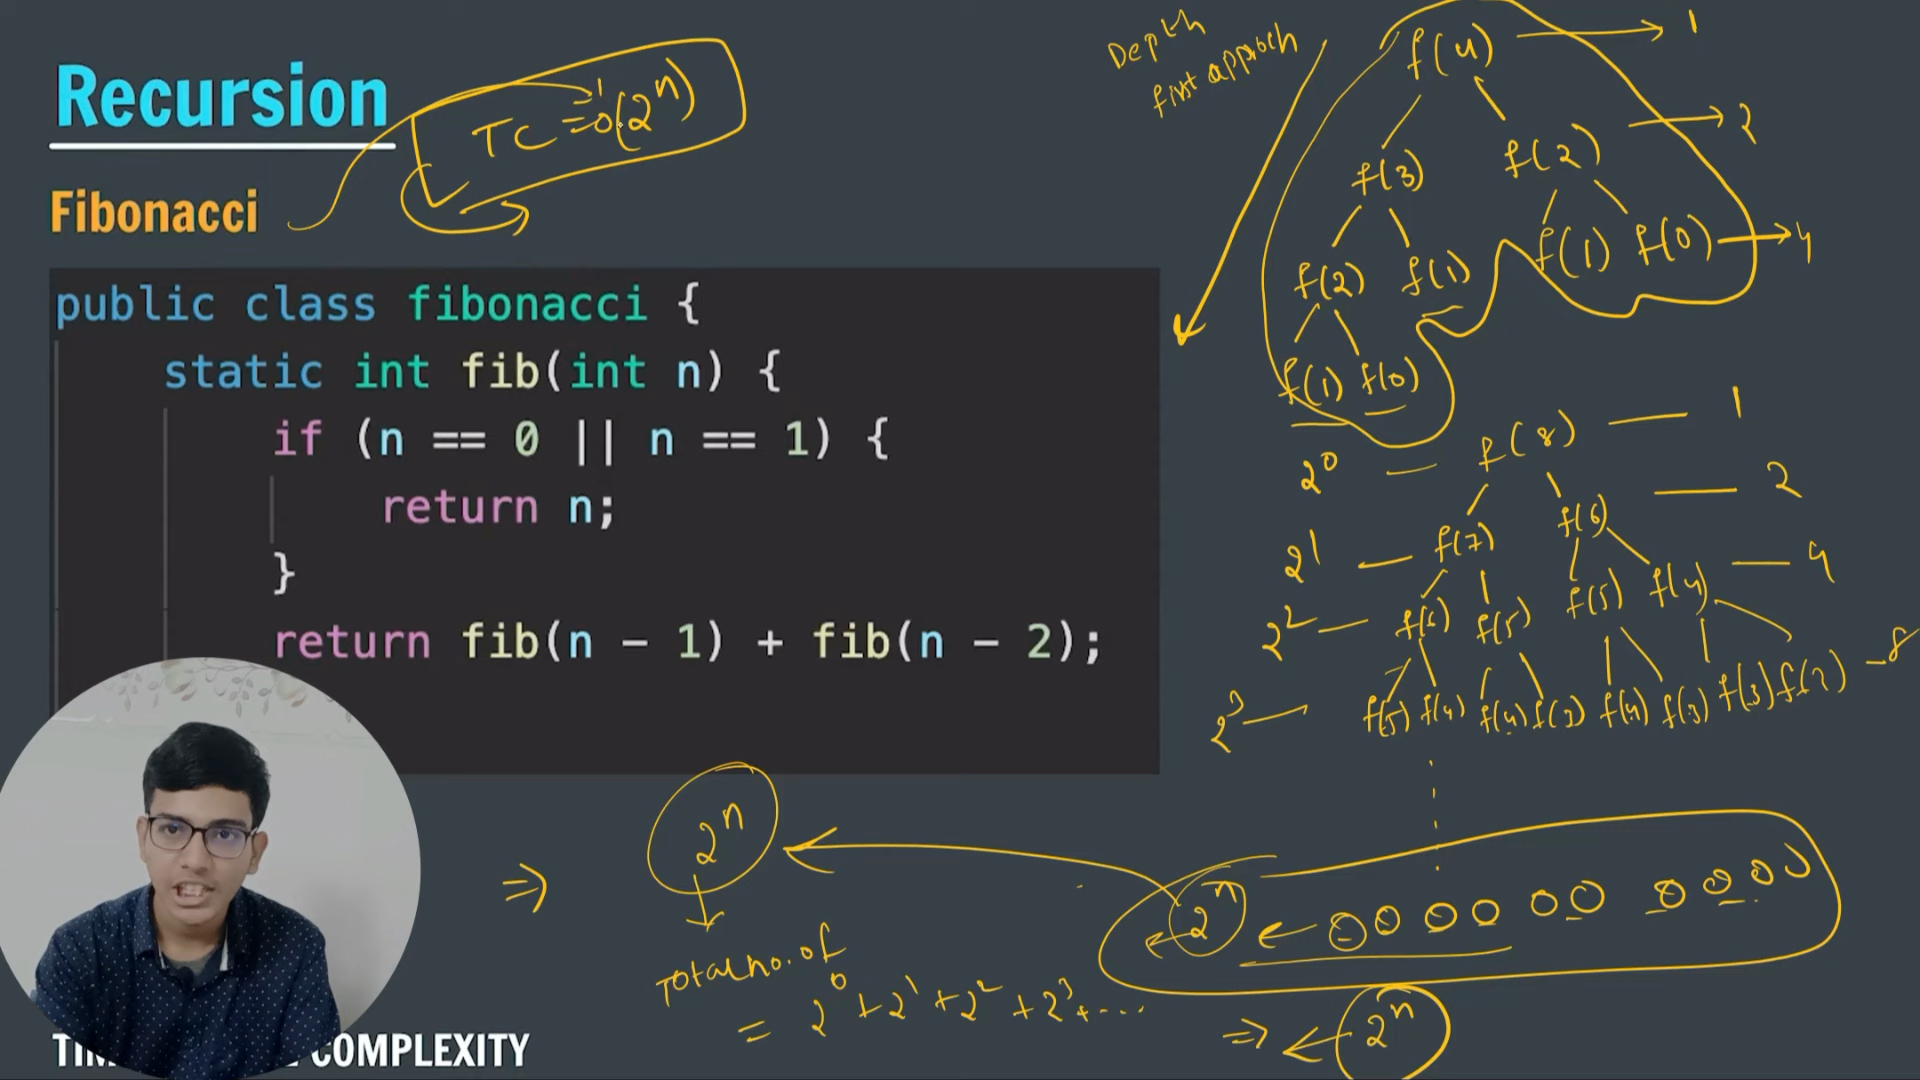 Recursion
TC = O(2^n)
Fibonacci
public class fibonacci {
static int fib(int n) {
if (n == 0 || n == 1) {
return n;
}
return fib(n - 1) + fib(n - 2);
Depth
first approch
f(4) 1
f(3) f(2) 2
f(2) f(1) f(1) f(0) 4
f(1) f(0)
2^0 f(8) 1
2^1 f(7) f(6) 2
2^2 f(6) f(5) f(5) f(4) 4
2^3 f(5) f(4) f(4) f(3) f(4) f(3) f(3) f(2) 8
2^n
2^n
Total no. of
= 2^0 + 2^1 + 2^2 + 2^3 + ...
⇒ 2^n
COMPLEXITY